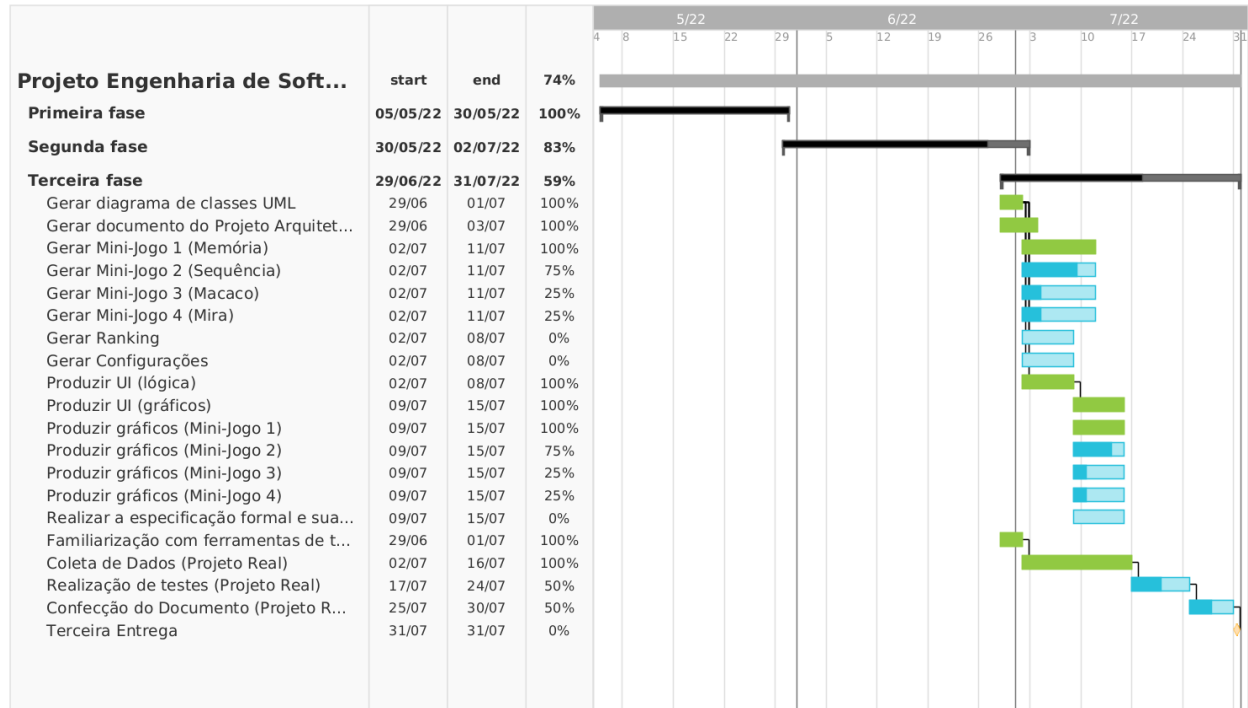 5/22 6/22 7/22
4 8 15 22 29 5 12 19 26 3 10 17 24 31
Projeto Engenharia de Soft... start end 74%
Primeira fase 05/05/22 30/05/22 100%
Segunda fase 30/05/22 02/07/22 83%
Terceira fase 29/06/22 31/07/22 59%
Gerar diagrama de classes UML 29/06 01/07 100%
Gerar documento do Projeto Arquitet... 29/06 03/07 100%
Gerar Mini-Jogo 1 (Memória) 02/07 11/07 100%
Gerar Mini-Jogo 2 (Sequência) 02/07 11/07 75%
Gerar Mini-Jogo 3 (Macaco) 02/07 11/07 25%
Gerar Mini-Jogo 4 (Mira) 02/07 11/07 25%
Gerar Ranking 02/07 08/07 0%
Gerar Configurações 02/07 08/07 0%
Produzir UI (lógica) 02/07 08/07 100%
Produzir UI (gráficos) 09/07 15/07 100%
Produzir gráficos (Mini-Jogo 1) 09/07 15/07 100%
Produzir gráficos (Mini-Jogo 2) 09/07 15/07 75%
Produzir gráficos (Mini-Jogo 3) 09/07 15/07 25%
Produzir gráficos (Mini-Jogo 4) 09/07 15/07 25%
Realizar a especificação formal e sua... 09/07 15/07 0%
Familiarização com ferramentas de t... 29/06 01/07 100%
Coleta de Dados (Projeto Real) 02/07 16/07 100%
Realização de testes (Projeto Real) 17/07 24/07 50%
Confecção do Documento (Projeto R... 25/07 30/07 50%
Terceira Entrega 31/07 31/07 0%